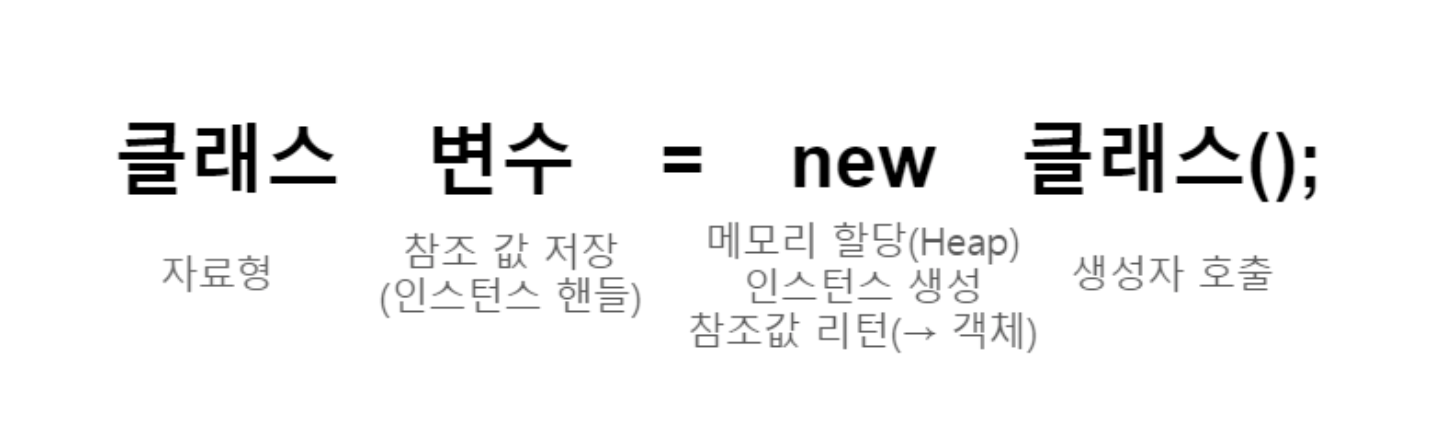 클래스 변수 = new 클래스();
자료형
참조 값 저장
(인스턴스 핸들)
메모리 할당(Heap)
인스턴스 생성
참조값 리턴(→ 객체)
생성자 호출